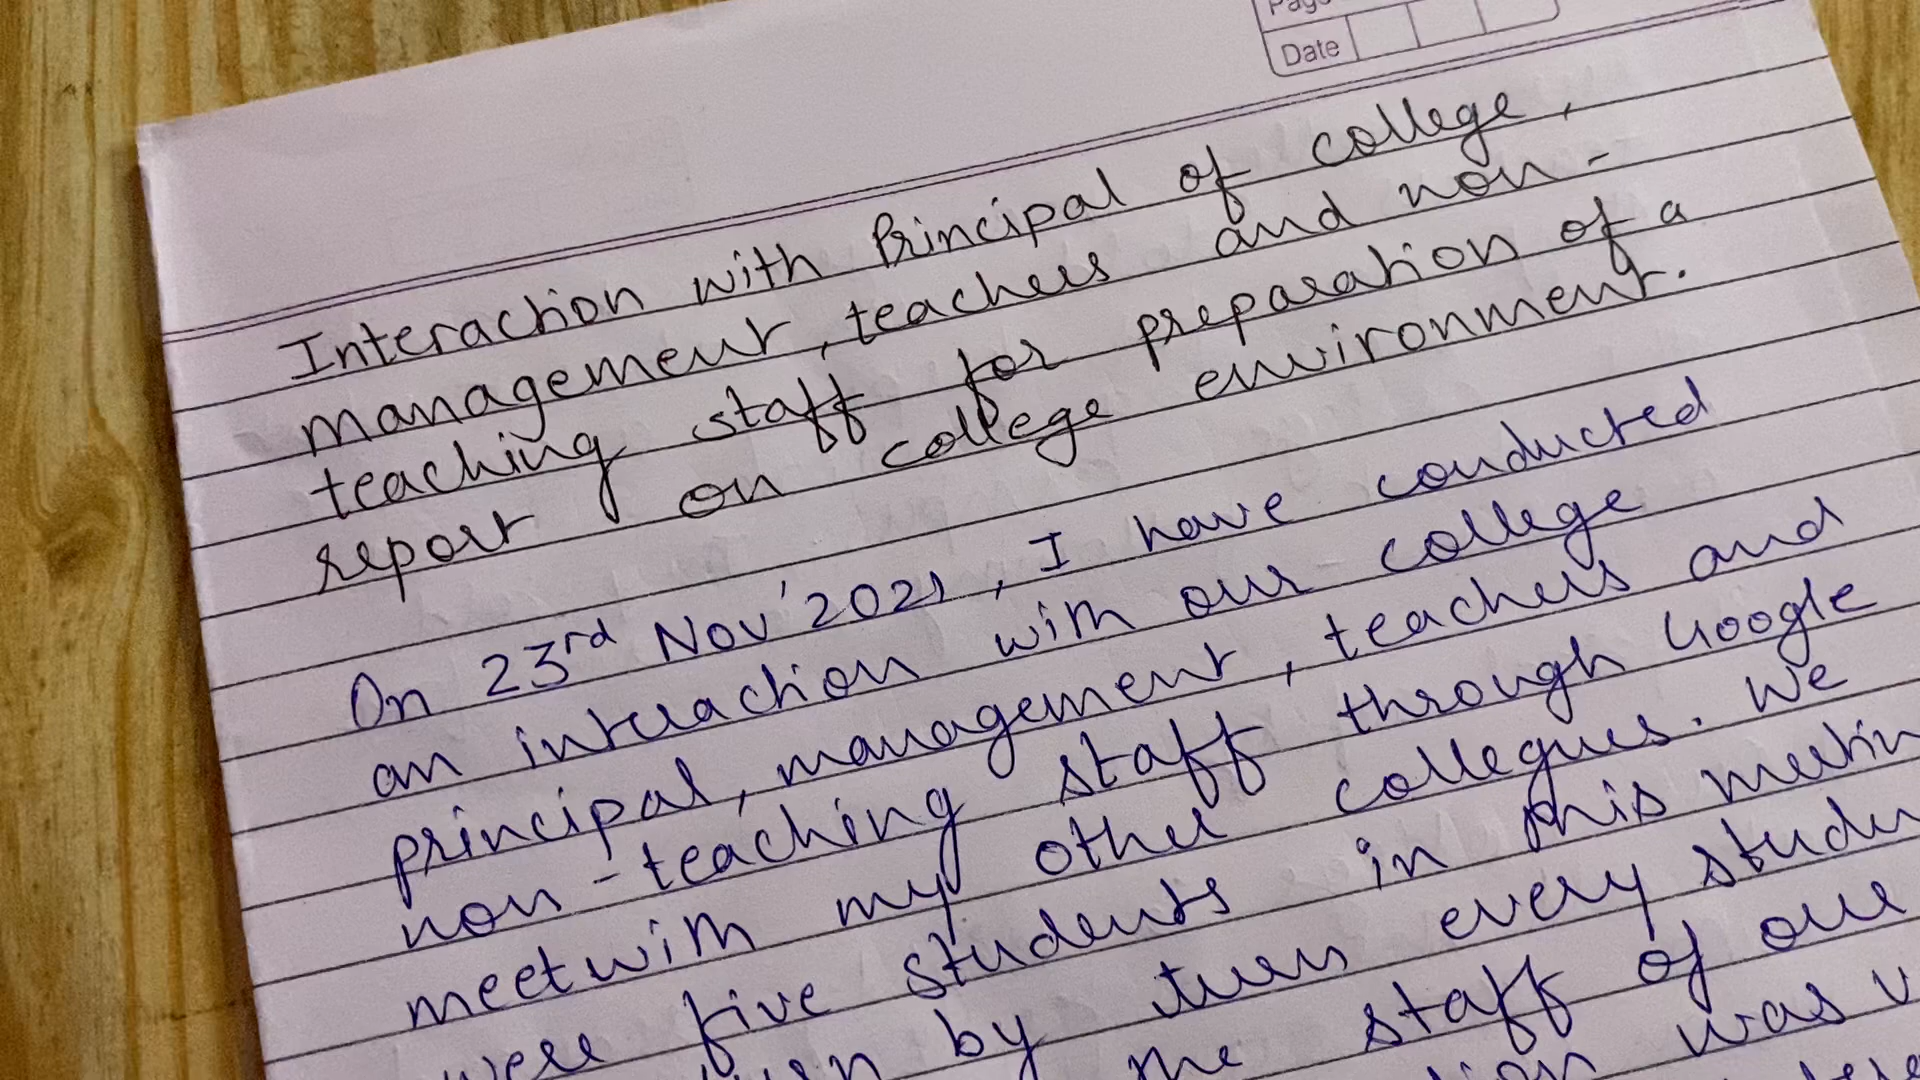 Date
Interaction with Principal of college,
management, teachers and non-
teaching staff for preparation of a
report on college environment.
On 23rd Nov'2021, I have conducted
an interaction with our college
principal, management, teachers and
non-teaching staff through Google
meet with my other collegues. We
were five students in this meetin
by turn every studen
the staff of our
was